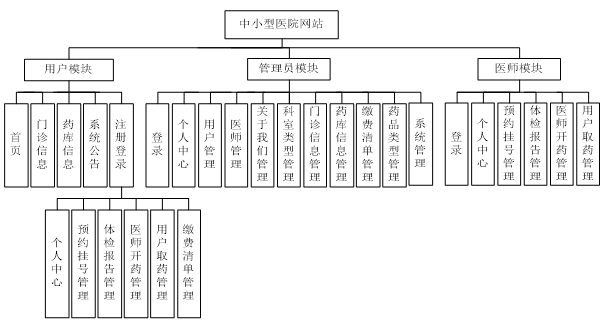 中小型医院网站
用户模块
管理员模块
医师模块
首页
门诊信息
药库信息
系统公告
注册登录
登录
个人中心
用户管理
医师管理
关于我们管理
科室类型管理
门诊信息管理
药库信息管理
缴费清单管理
药品类型管理
系统管理
登录
个人中心
预约挂号管理
体检报告管理
医师开药管理
用户取药管理
个人中心
预约挂号管理
体检报告管理
医师开药管理
用户取药管理
缴费清单管理